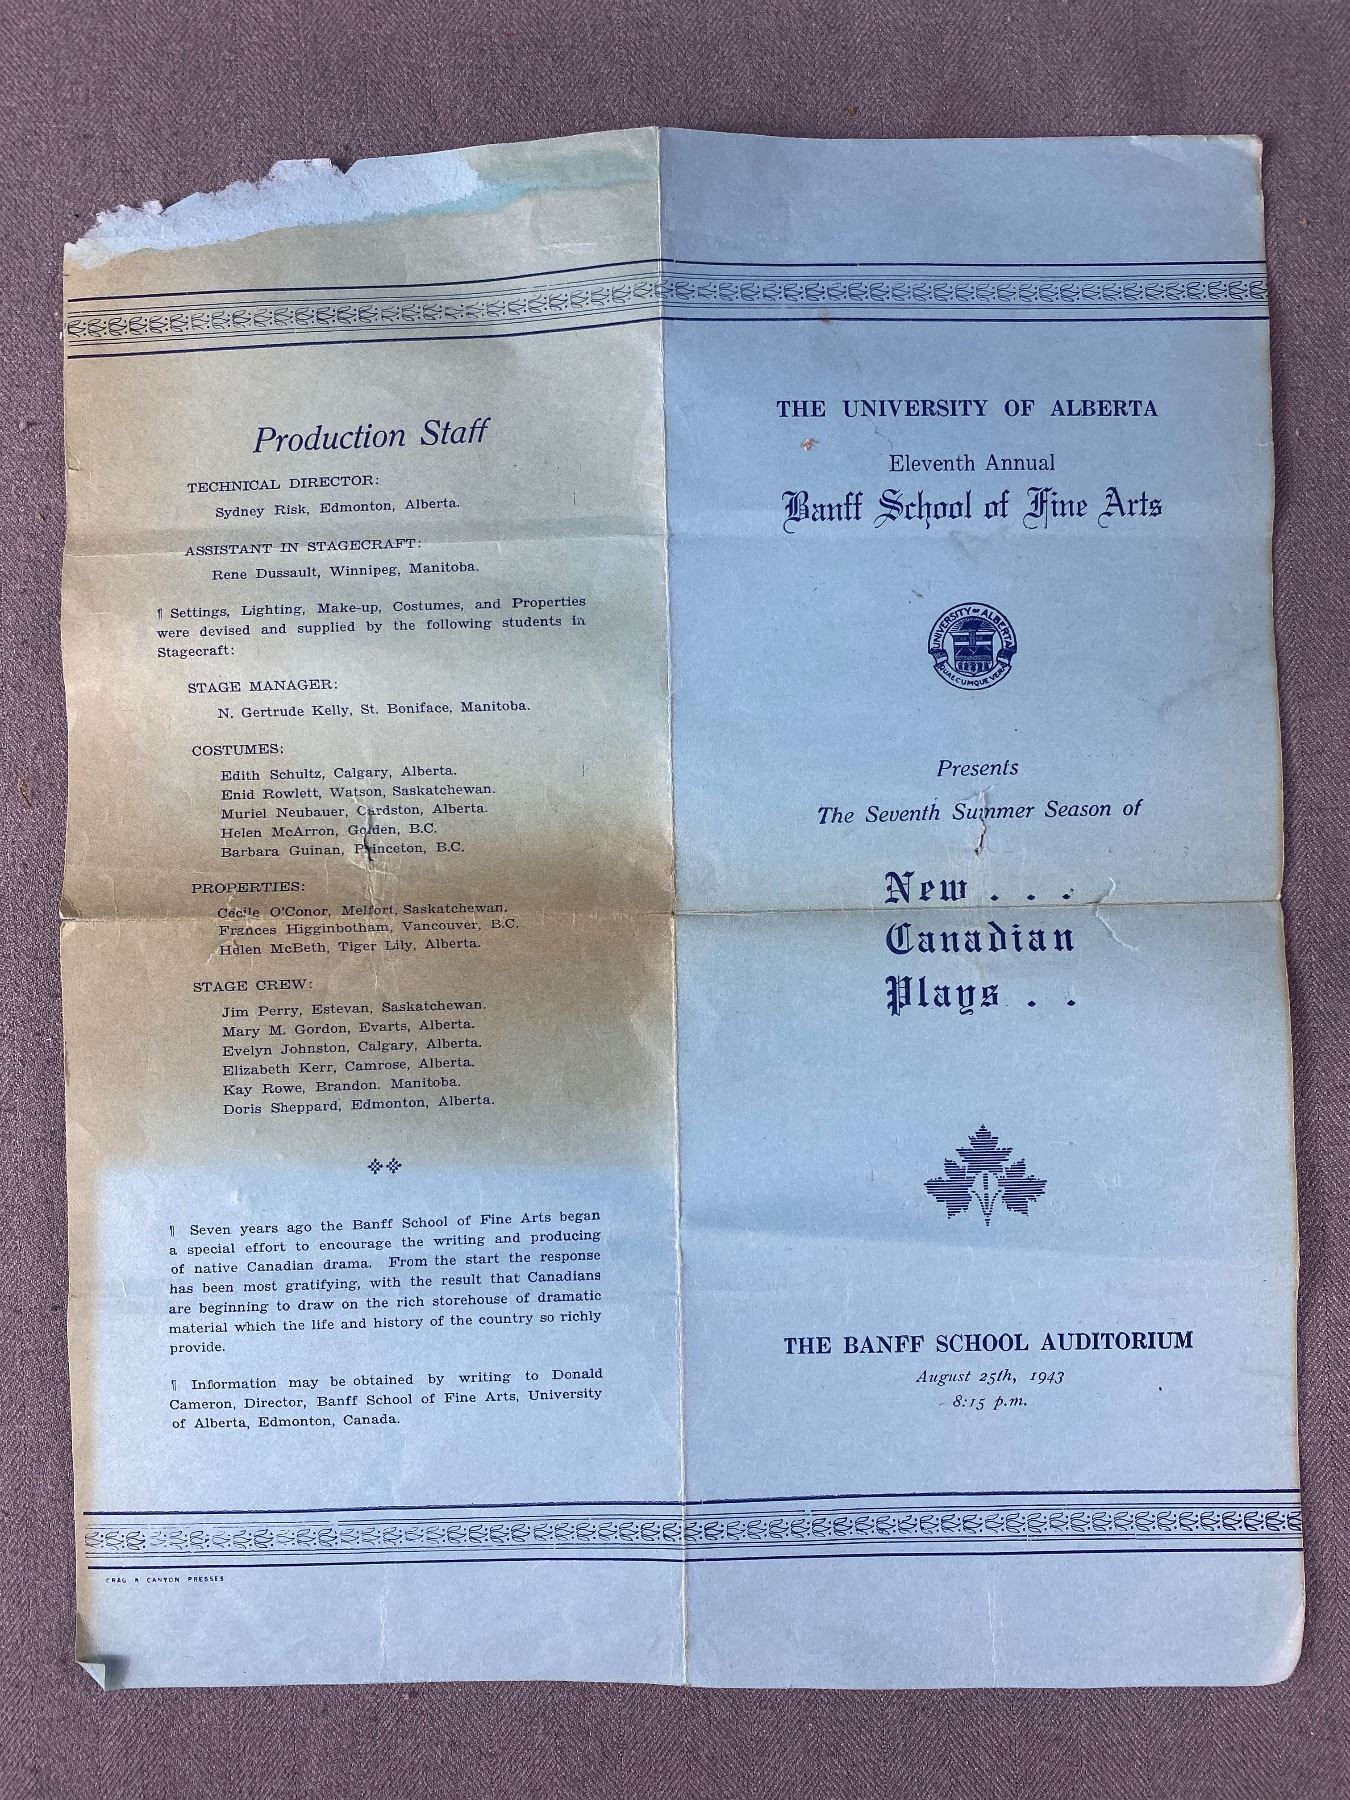 Production Staff
TECHNICAL DIRECTOR:
Sydney Risk, Edmonton, Alberta.
ASSISTANT IN STAGECRAFT:
Rene Dussault, Winnipeg, Manitoba.
¶ Settings, Lighting, Make-up, Costumes, and Properties
were devised and supplied by the following students in
Stagecraft:
STAGE MANAGER:
N. Gertrude Kelly, St. Boniface, Manitoba.
COSTUMES:
Edith Schultz, Calgary, Alberta.
Enid Rowlett, Watson, Saskatchewan.
Muriel Neubauer, Cardston, Alberta.
Helen McArron, Golden, B.C.
Barbara Guinan, Princeton, B.C.
PROPERTIES:
Cecile O'Conor, Melfort, Saskatchewan.
Frances Higginbotham, Vancouver, B.C.
Helen McBeth, Tiger Lily, Alberta.
STAGE CREW:
Jim Perry, Estevan, Saskatchewan.
Mary M. Gordon, Evarts, Alberta.
Evelyn Johnston, Calgary, Alberta.
Elizabeth Kerr, Camrose, Alberta.
Kay Rowe, Brandon. Manitoba.
Doris Sheppard, Edmonton, Alberta.
¶ Seven years ago the Banff School of Fine Arts began
a special effort to encourage the writing and producing
of native Canadian drama. From the start the response
has been most gratifying, with the result that Canadians
are beginning to draw on the rich storehouse of dramatic
material which the life and history of the country so richly
provide.
¶ Information may be obtained by writing to Donald
Cameron, Director, Banff School of Fine Arts, University
of Alberta, Edmonton, Canada.
CRAG & CANYON PRESSES
THE UNIVERSITY OF ALBERTA
Eleventh Annual
Banff School of Fine Arts
UNIVERSITY OF ALBERTA
QUAECUMQUE VERA
Presents
The Seventh Summer Season of
New . . .
Canadian
Plays . .
THE BANFF SCHOOL AUDITORIUM
August 25th, 1943
8:15 p.m.